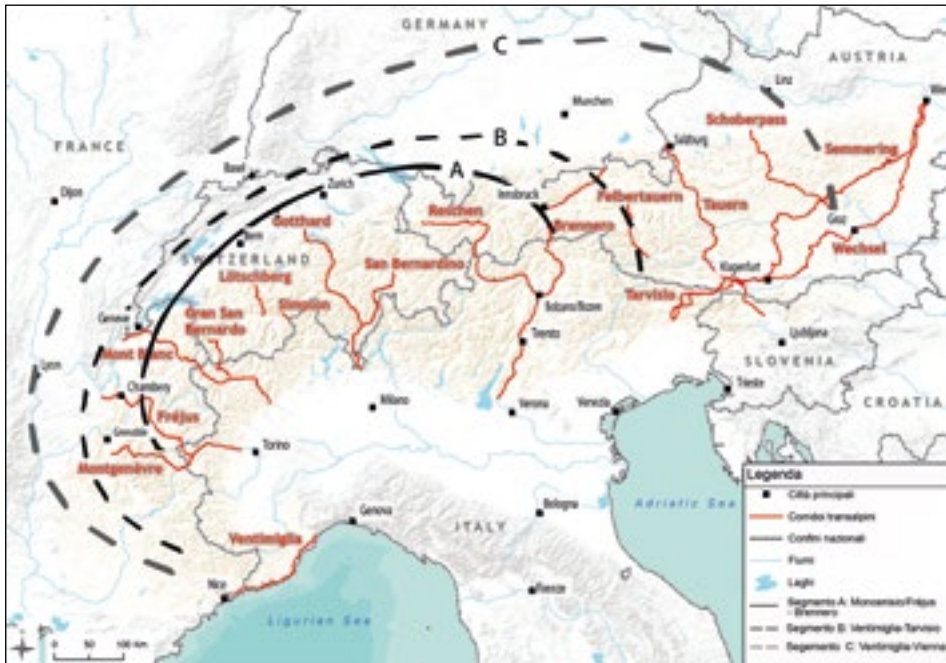 GERMANY
C
AUSTRIA
Linz
Munchen
Schoberpass
Wie
FRANCE
B
Salzburg
Semmering
Basel
A
Dijon
Zurich
Innsbruck
Felbertauern
Tauern
Reschen
Gotthard
Brennero
Wechsel
Bern
SWITZERLAND
San Bernardino
Klagenfurt
Lötschberg
Simplon
Tarvisio
Bolzano/Bozen
Geneve
Gran San
Bernardo
Trento
Ljubljana
Mont Blanc
SLOVENIA
Lyon
Chambery
Trieste
Milano
Verona
Venezia
CROATIA
Fréjus
Grenoble
Torino
Montgenèvre
Legenda
Città principali
Adriatic Sea
Bologna
Corridoi transalpini
Genova
ITALY
Ventimiglia
Confini nazionali
Fiumi
Nice
Firenze
Laghi
Ligurian Sea
Segmento A: Moncenisio/Fréjus
- Brennero
Segmento B: Ventimiglia-Tarvisio
Segemento C: Ventimiglia-Vienna
0 50 100 Km